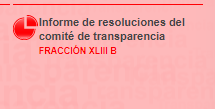 Informe de resoluciones del
comité de transparencia
FRACCIÓN XLIII B